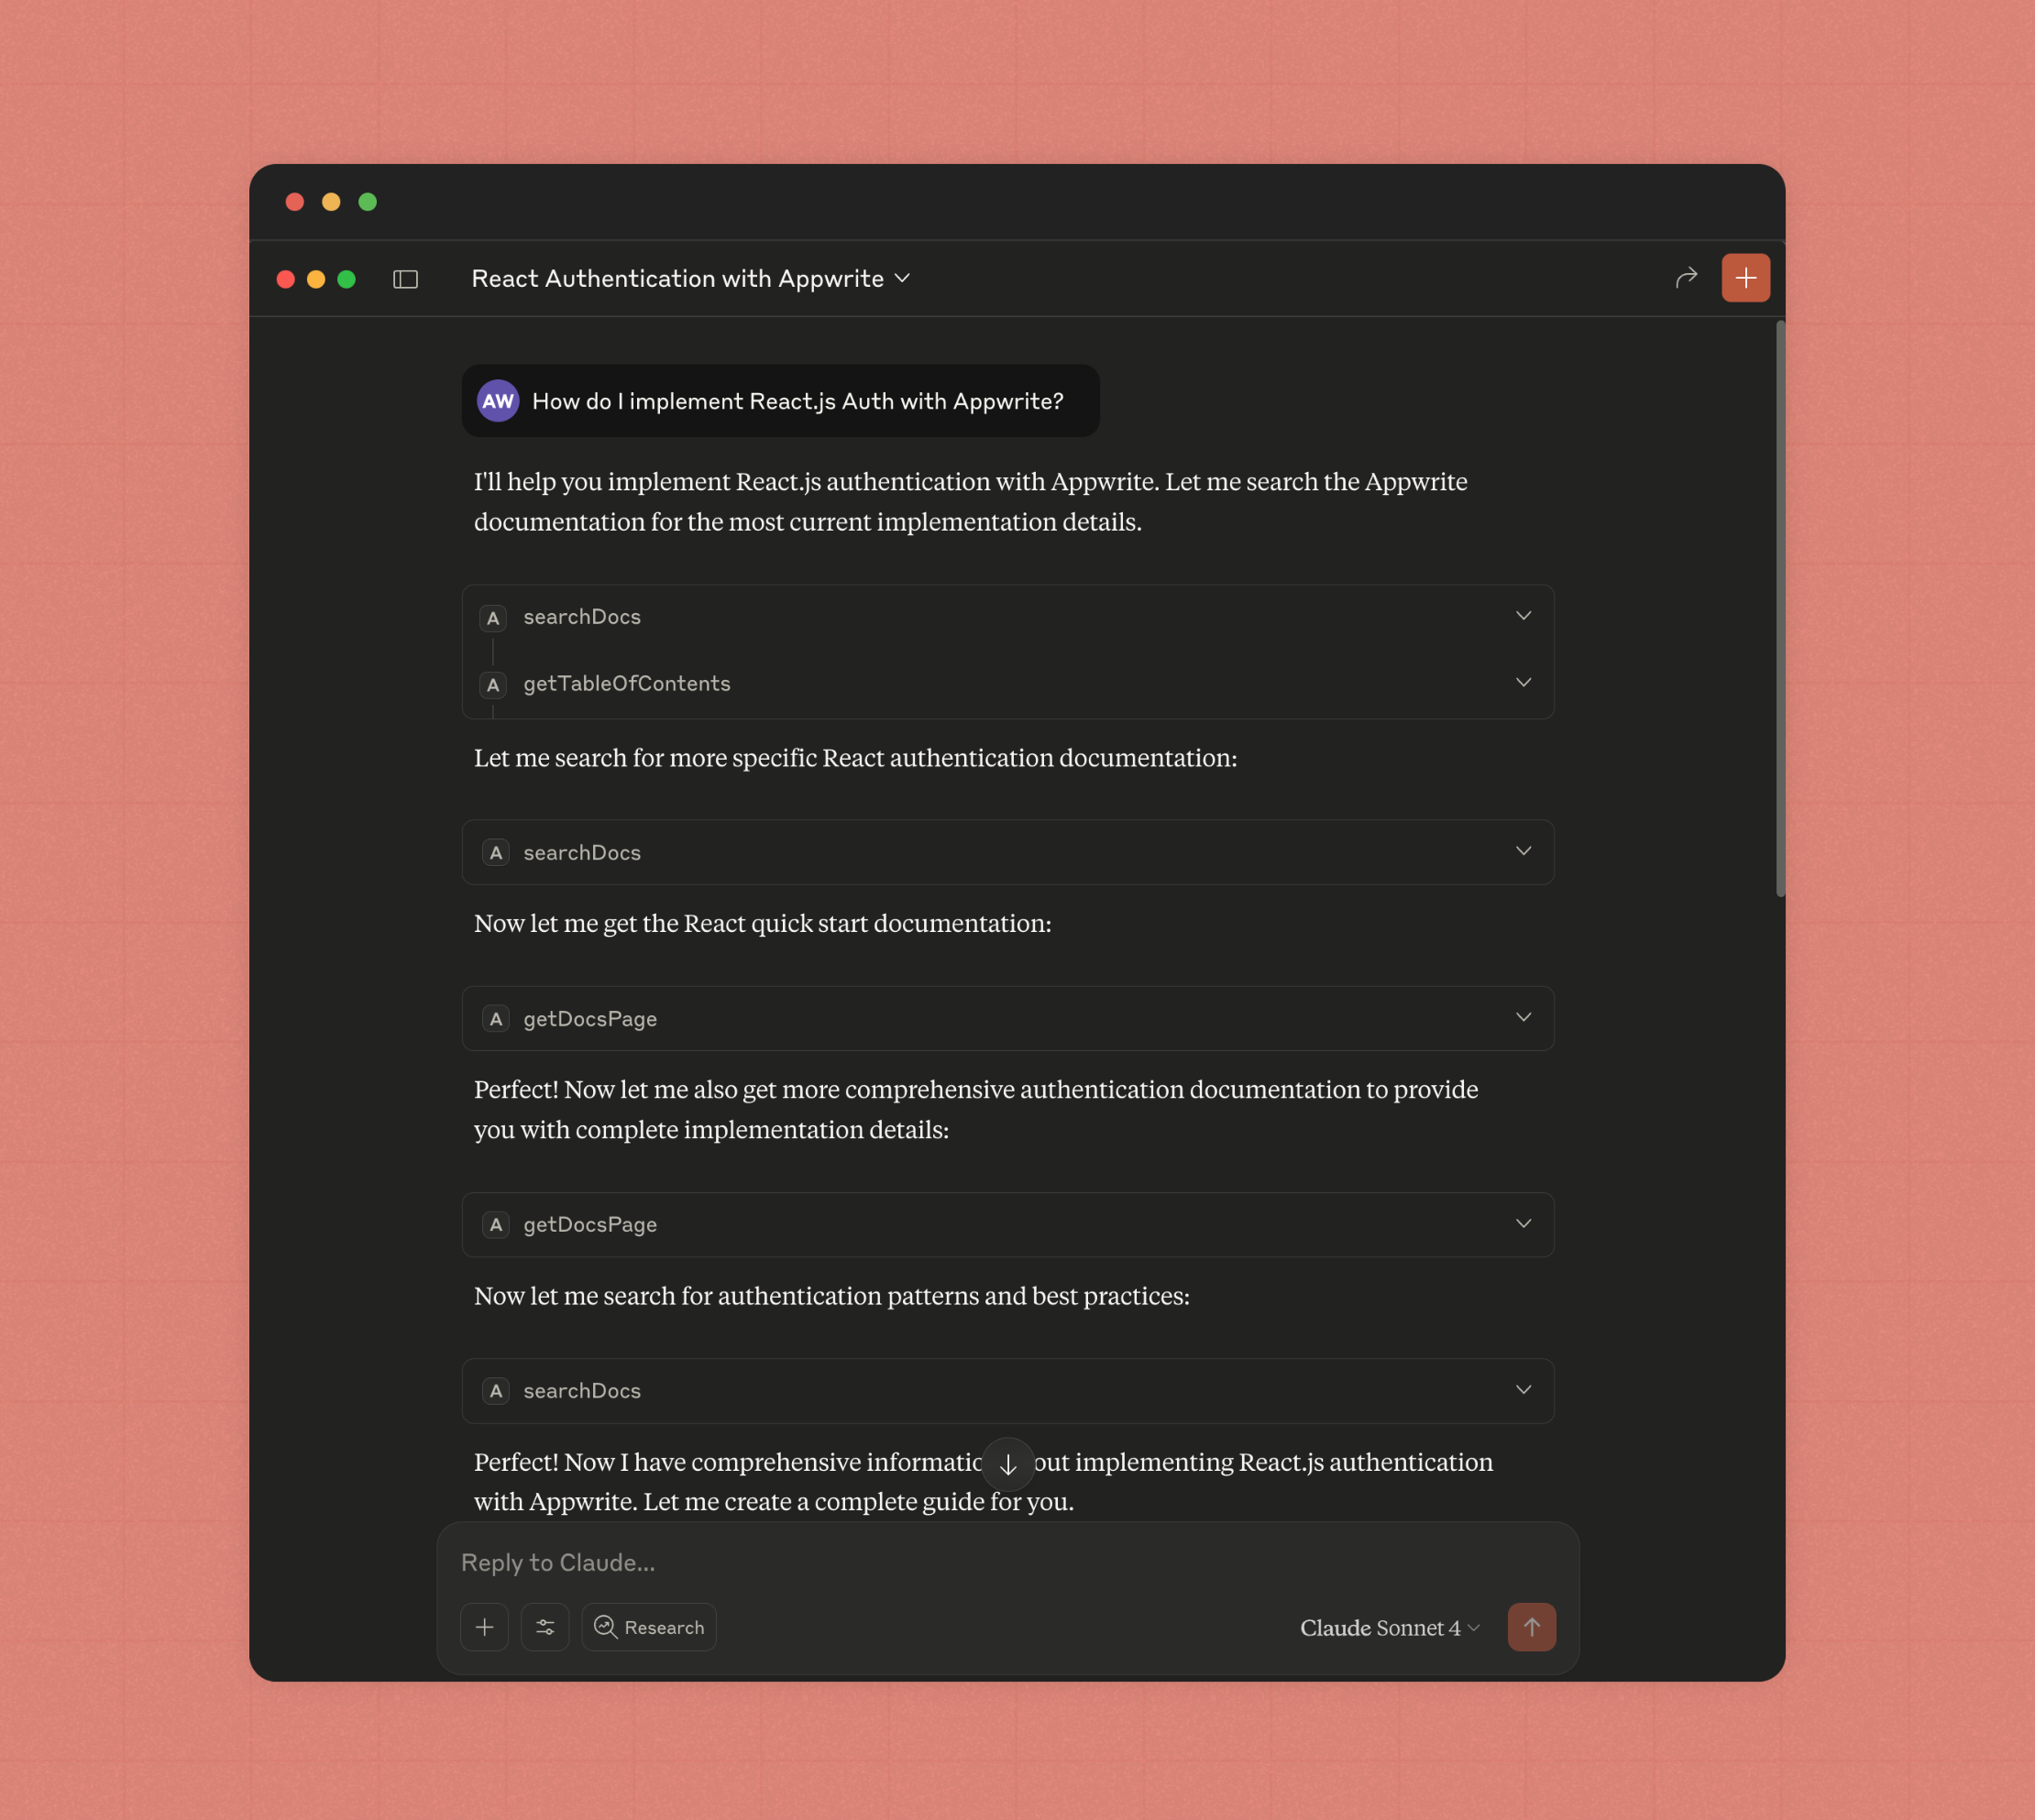 React Authentication with Appwrite
AW How do I implement React.js Auth with Appwrite?
I'll help you implement React.js authentication with Appwrite. Let me search the Appwrite
documentation for the most current implementation details.
A searchDocs
A getTableOfContents
Let me search for more specific React authentication documentation:
A searchDocs
Now let me get the React quick start documentation:
A getDocsPage
Perfect! Now let me also get more comprehensive authentication documentation to provide
you with complete implementation details:
A getDocsPage
Now let me search for authentication patterns and best practices:
A searchDocs
Perfect! Now I have comprehensive implementing React.js authentication
with Appwrite. Let me create a complete guide for you.
Reply to Claude...
Research
Claude Sonnet 4